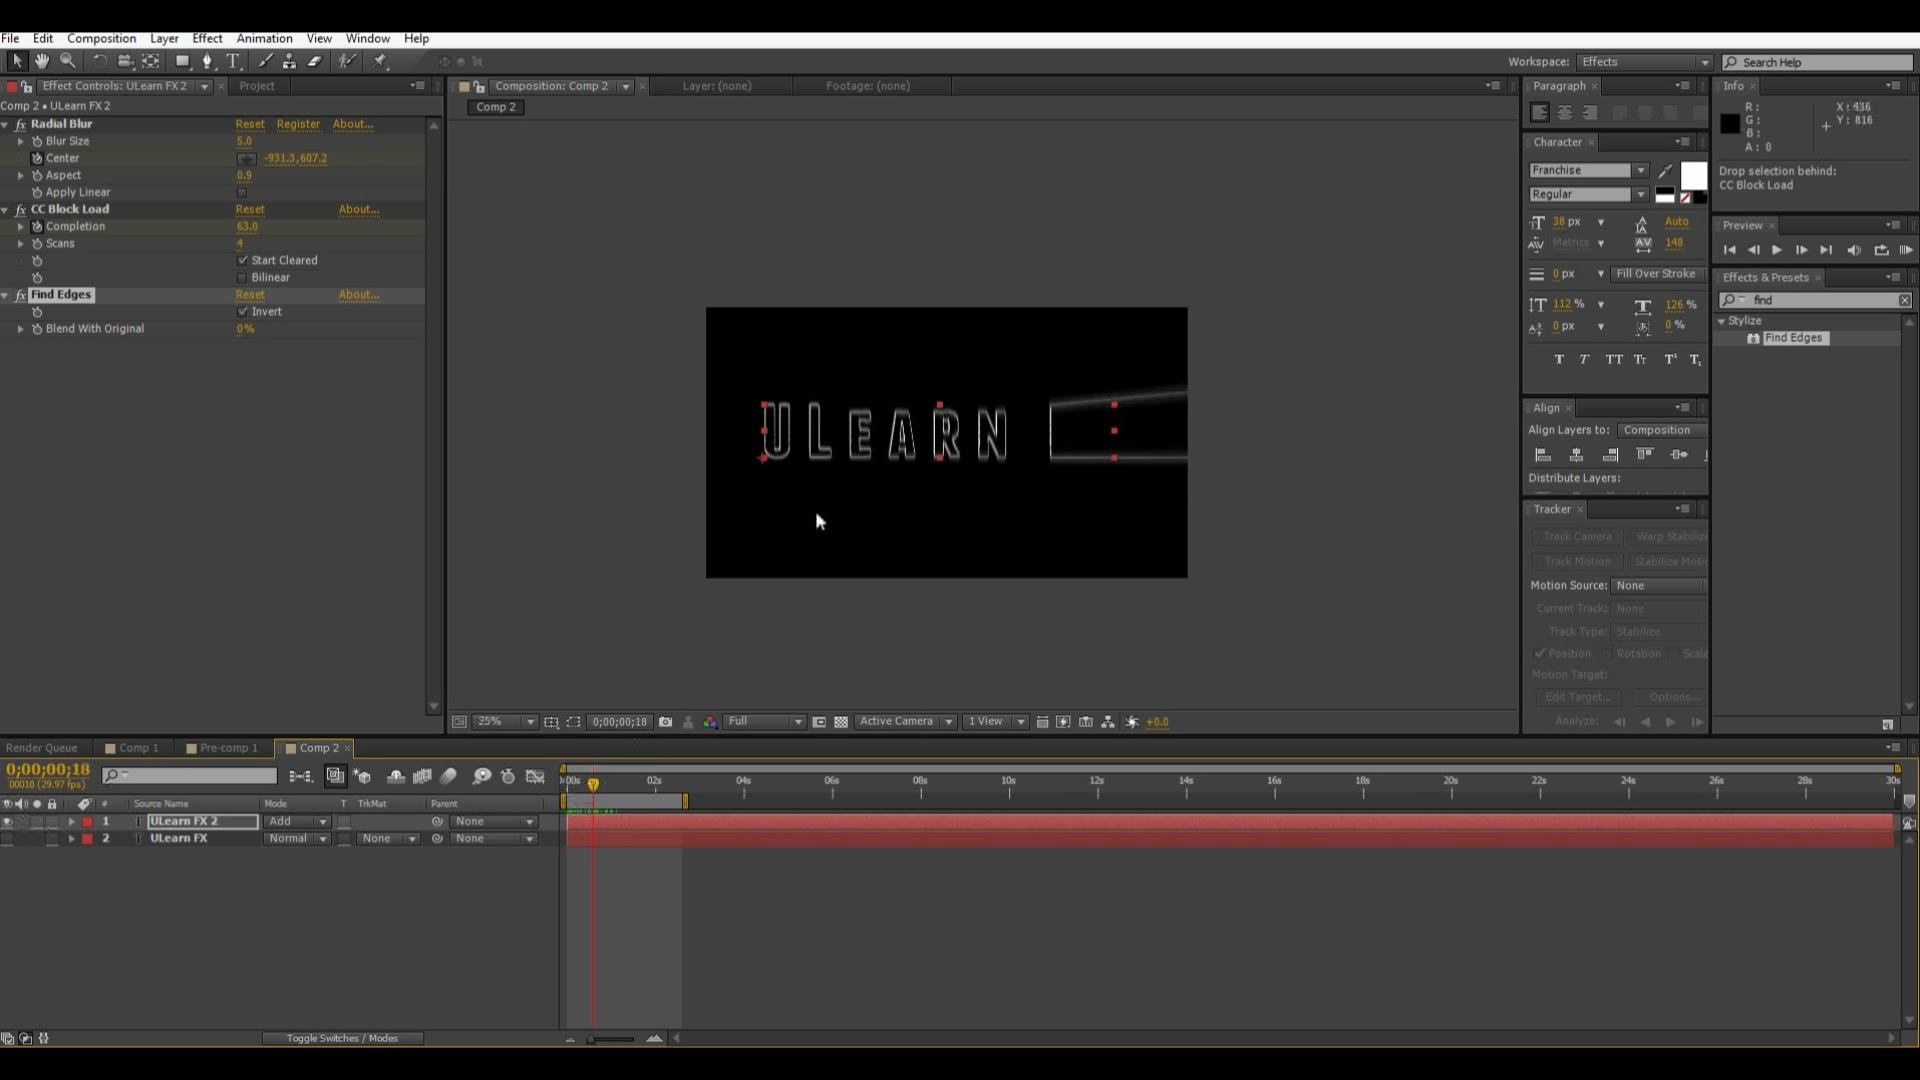 File Edit Composition Layer Effect Animation View Window Help
Workspace: Effects Search Help
Effect Controls: ULearn FX 2 Project
Composition: Comp 2 Layer: (none) Footage: (none)
Paragraph Info
Comp 2 • ULearn FX 2
Comp 2
Radial Blur Reset Register About...
Blur Size 5.0
Center -931.3,607.2
Aspect 0.9
Apply Linear
CC Block Load Reset About...
Completion 63.0
Scans 4
Start Cleared
Bilinear
Find Edges Reset About...
Invert
Blend With Original 0%
R:
G:
B:
A: 0
X: 436
Y: 816
Drop selection behind:
CC Block Load
Character
Franchise
Regular
38 px Auto
Metrics 148
0 px Fill Over Stroke
112 % 126 %
0 px 0 %
T T TT Tt T¹ T₁
Preview
Effects & Presets
find
Stylize
Find Edges
Align
Align Layers to: Composition
Distribute Layers:
Tracker
Track Camera Warp Stabiliz
Track Motion Stabilize Moti
Motion Source: None
Current Track: None
Track Type: Stabilize
Position Rotation Scale
Motion Target:
Edit Target... Options...
Analyze:
ULEARN
25% 0;00;00;18 Full Active Camera 1 View +0.0
Render Queue Comp 1 Pre-comp 1 Comp 2
0;00;00;18
00018 (29.97 fps)
00s 02s 04s 06s 08s 10s 12s 14s 16s 18s 20s 22s 24s 26s 28s 30s
# Source Name Mode T TrkMat Parent
1 T ULearn FX 2 Add None
2 T ULearn FX Normal None None
Toggle Switches / Modes